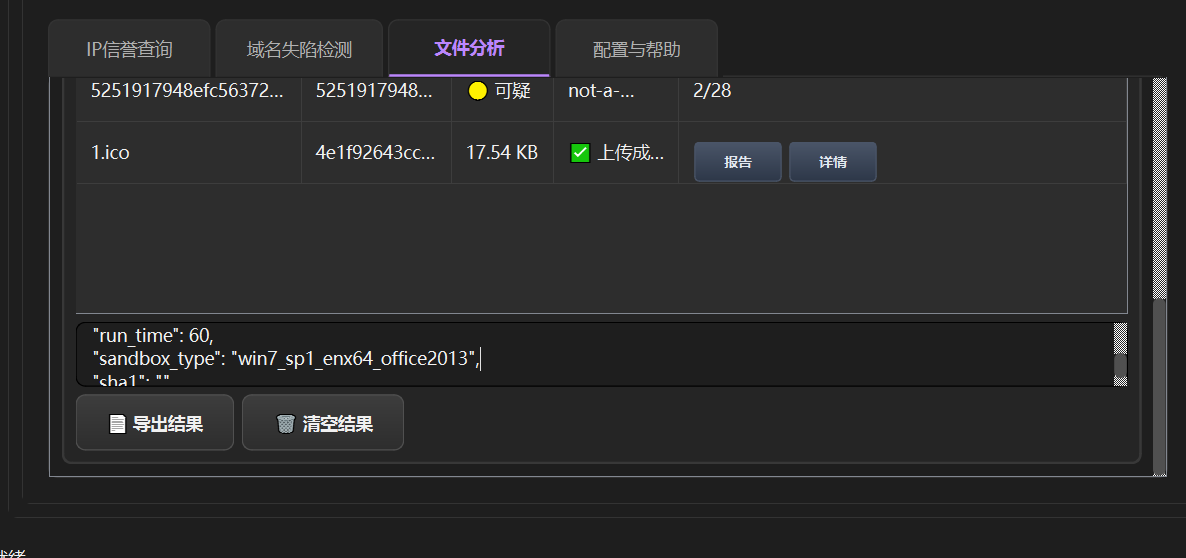 IP信誉查询 域名失陷检测 文件分析 配置与帮助
5251917948efc56372... 5251917948... 可疑 not-a-... 2/28
1.ico 4e1f92643cc... 17.54 KB 上传成... 报告 详情
"run_time": 60,
"sandbox_type": "win7_sp1_enx64_office2013",
"sha1": ""
导出结果 清空结果
就绪